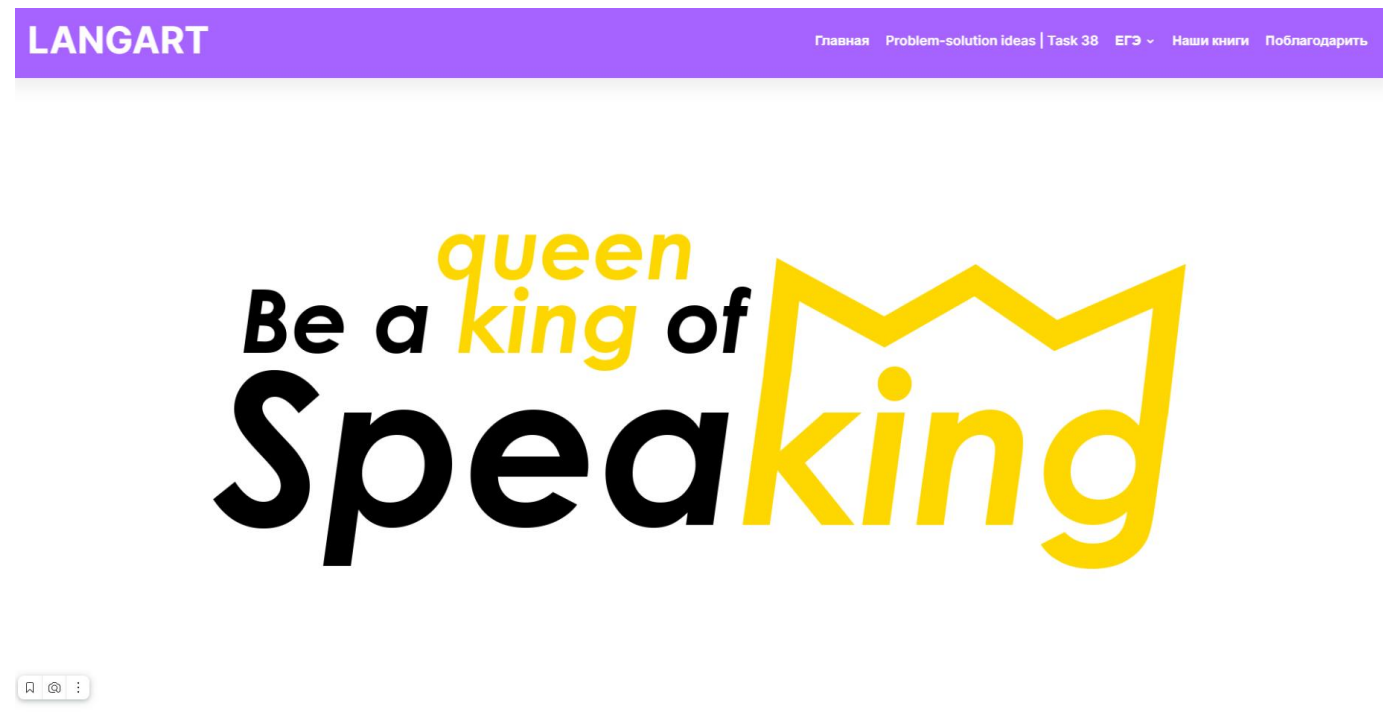 LANGART
Главная Problem-solution ideas | Task 38 ЕГЭ Наши книги Поблагодарить
queen
Be a king of
Speaking